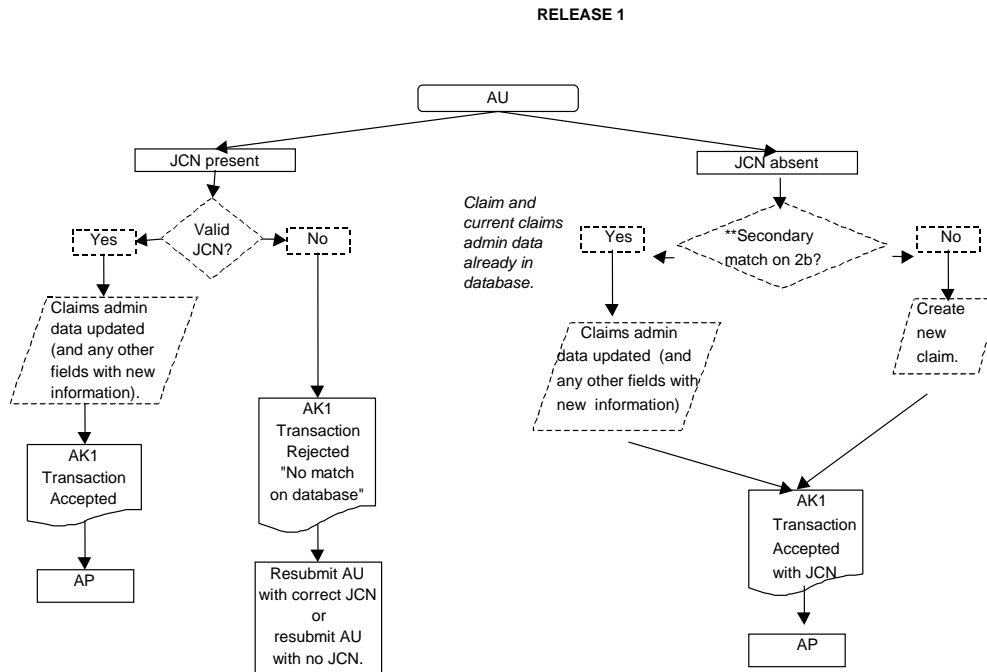 RELEASE 1
AU
JCN present
JCN absent
Valid
JCN?
Yes
No
Claim and
current claims
admin data
already in
database.
Yes
**Secondary
match on 2b?
No
Claims admin
data updated
(and any other
fields with new
information).
Claims admin
data updated (and
any other fields with
new information)
Create
new
claim.
AK1
Transaction
Accepted
AK1
Transaction
Rejected
"No match
on database"
AK1
Transaction
Accepted
with JCN
AP
Resubmit AU
with correct JCN
or
resubmit AU
with no JCN.
AP